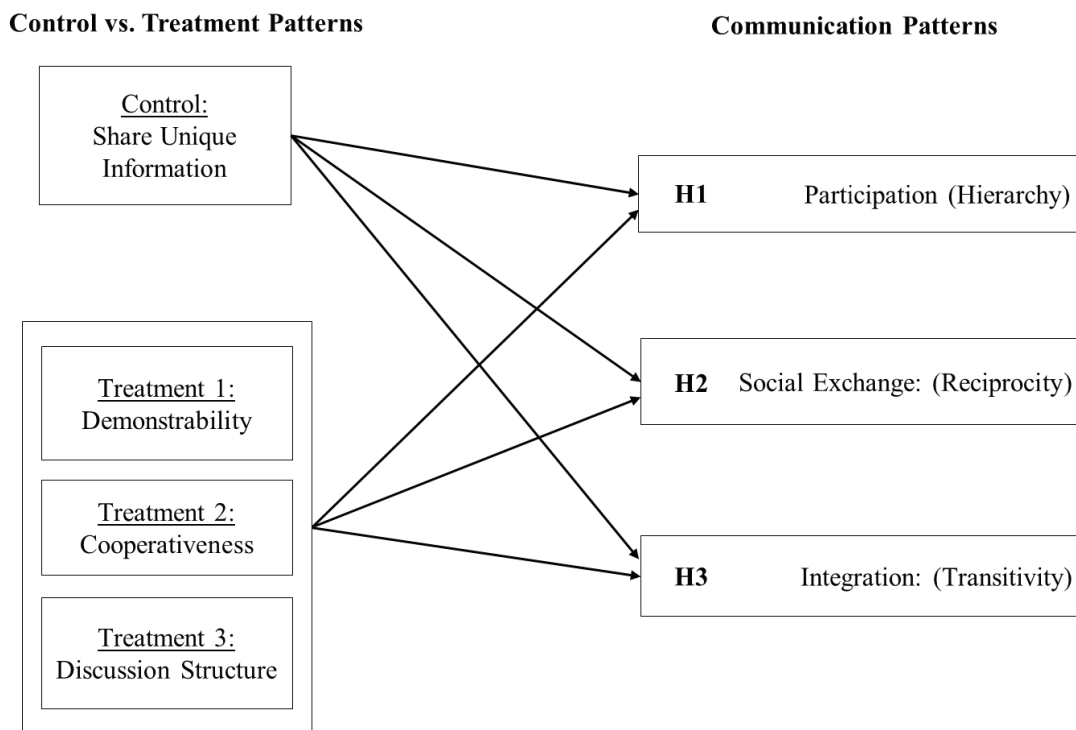 Control vs. Treatment Patterns
Communication Patterns
Control:
Share Unique
Information
Treatment 1:
Demonstrability
Treatment 2:
Cooperativeness
Treatment 3:
Discussion Structure
H1 Participation (Hierarchy)
H2 Social Exchange: (Reciprocity)
H3 Integration: (Transitivity)